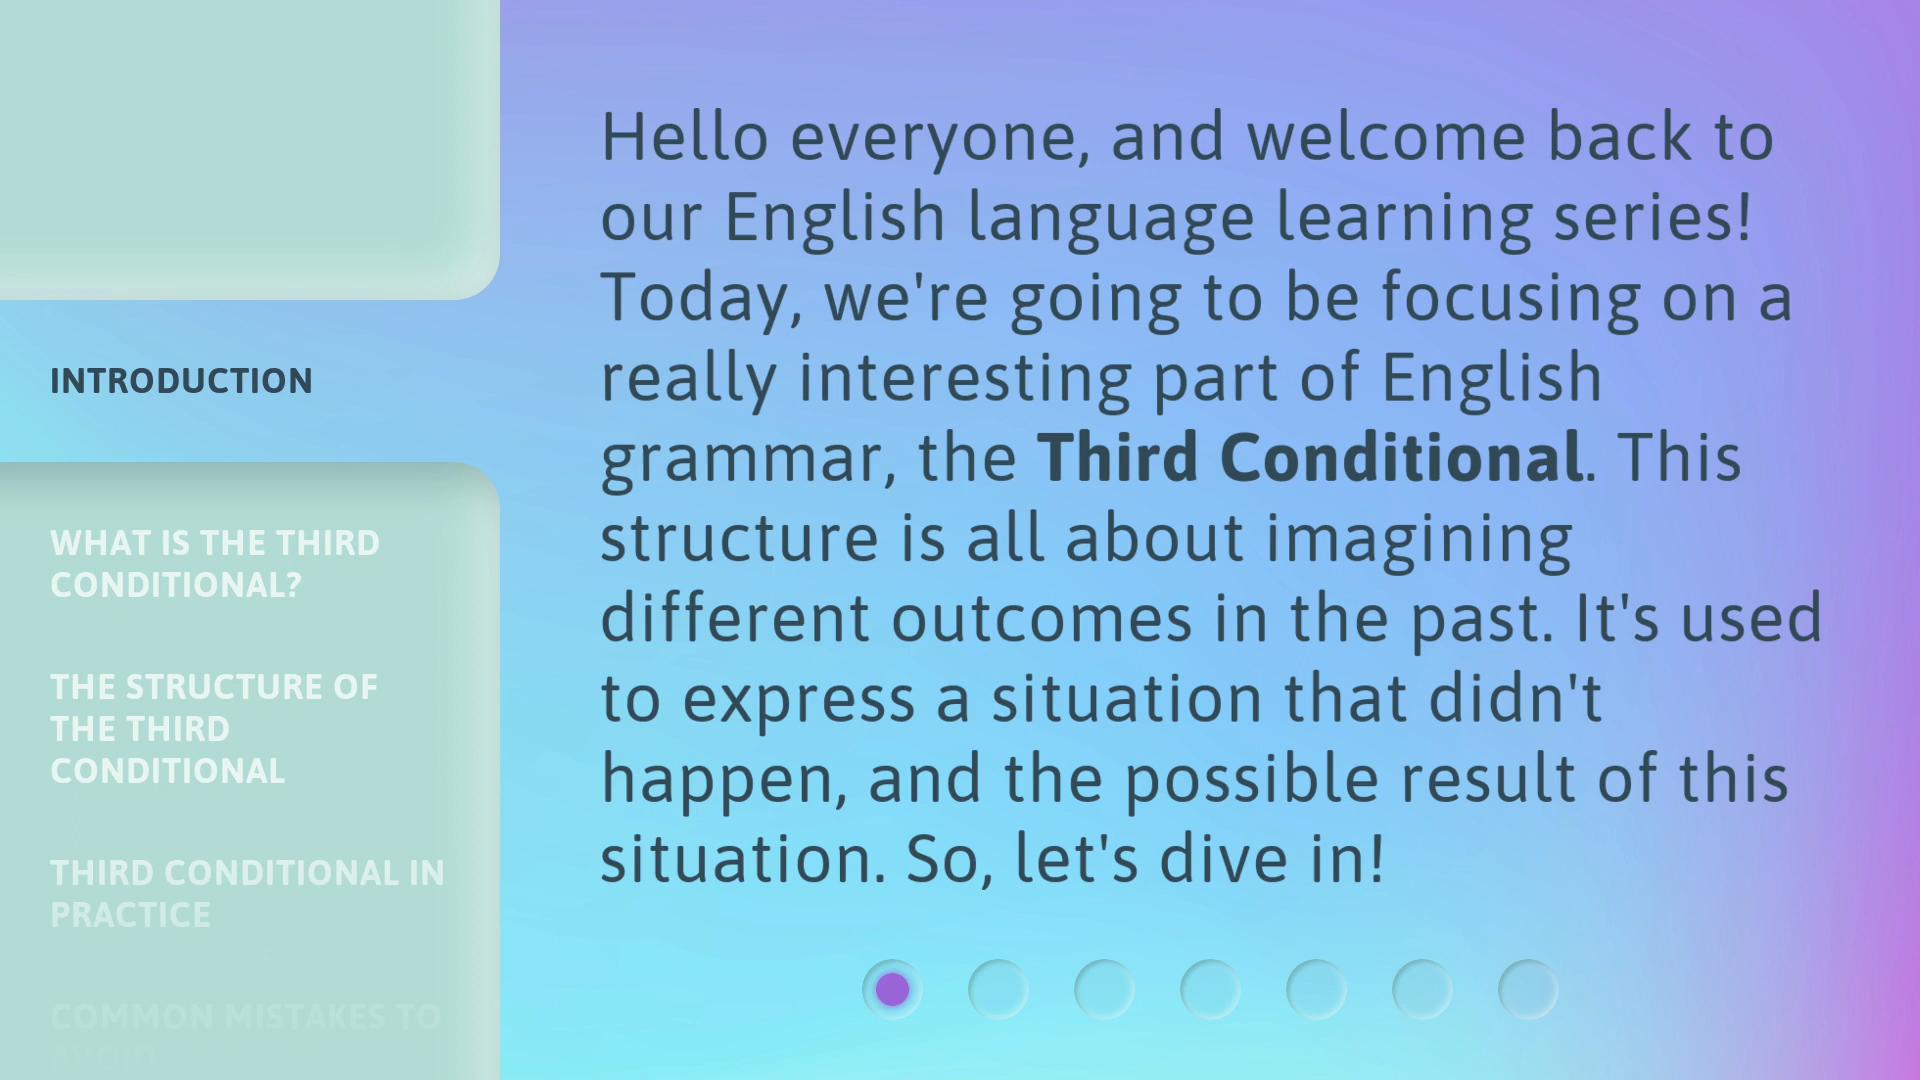 INTRODUCTION
WHAT IS THE THIRD
CONDITIONAL?
THE STRUCTURE OF
THE THIRD
CONDITIONAL
THIRD CONDITIONAL IN
PRACTICE
COMMON MISTAKES TO
AVOID
Hello everyone, and welcome back to
our English language learning series!
Today, we're going to be focusing on a
really interesting part of English
grammar, the Third Conditional. This
structure is all about imagining
different outcomes in the past. It's used
to express a situation that didn't
happen, and the possible result of this
situation. So, let's dive in!